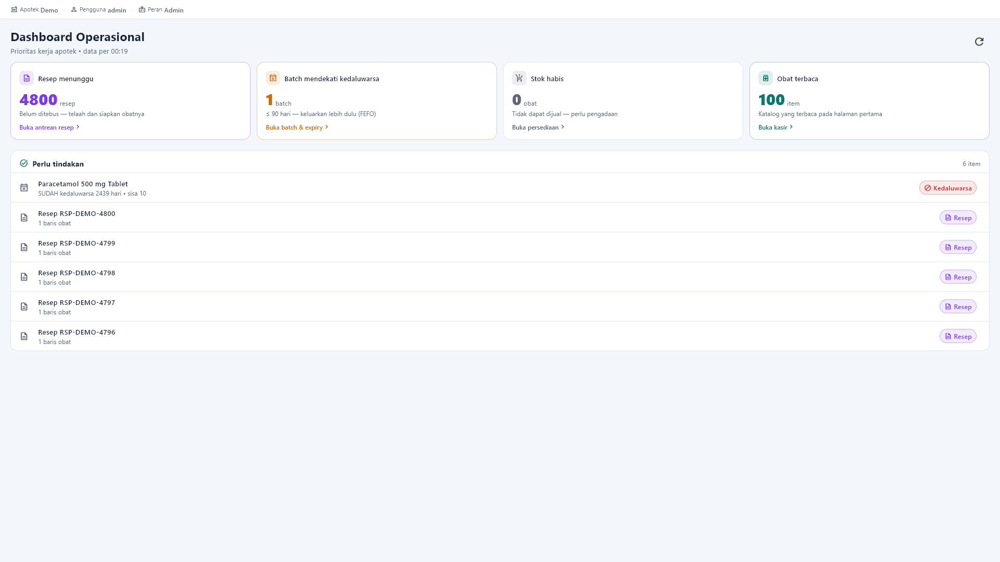 Apotek Demo · Pengguna admin · Peran Admin
Dashboard Operasional
Prioritas kerja apotek • data per 00:19
Resep menunggu
4800 resep
Belum ditebus — telaah dan siapkan obatnya
Buka antrean resep
Batch mendekati kedaluwarsa
1 batch
≤ 90 hari — keluarkan lebih dulu (FEFO)
Buka batch & expiry
Stok habis
0 obat
Tidak dapat dijual — perlu pengadaan
Buka persediaan
Obat terbaca
100 item
Katalog yang terbaca pada halaman pertama
Buka kasir
Perlu tindakan
6 item
Paracetamol 500 mg Tablet
SUDAH kedaluwarsa 2439 hari • sisa 10
Kedaluwarsa
Resep RSP-DEMO-4800
1 baris obat
Resep
Resep RSP-DEMO-4799
1 baris obat
Resep
Resep RSP-DEMO-4798
1 baris obat
Resep
Resep RSP-DEMO-4797
1 baris obat
Resep
Resep RSP-DEMO-4796
1 baris obat
Resep